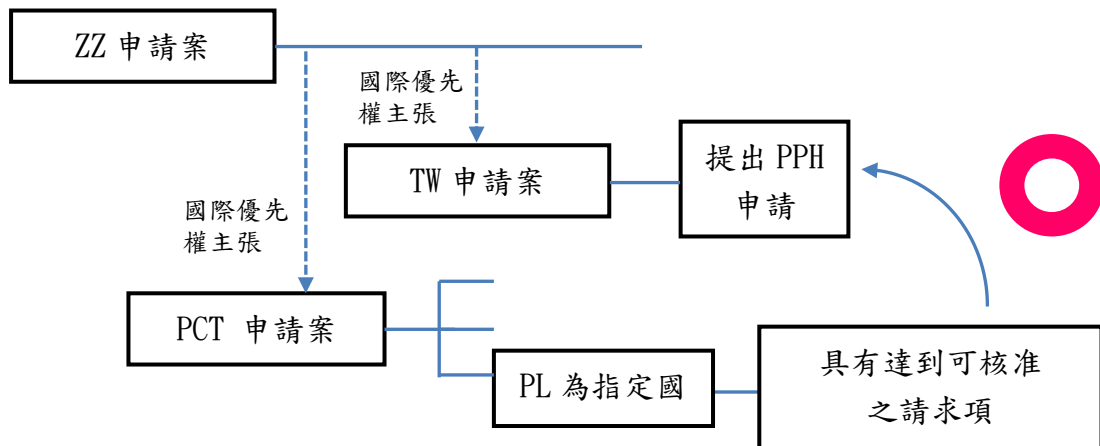 ZZ 申請案
國際優先
權主張
TW 申請案
提出 PPH
申請
國際優先
權主張
PCT 申請案
PL 為指定國
具有達到可核准
之請求項